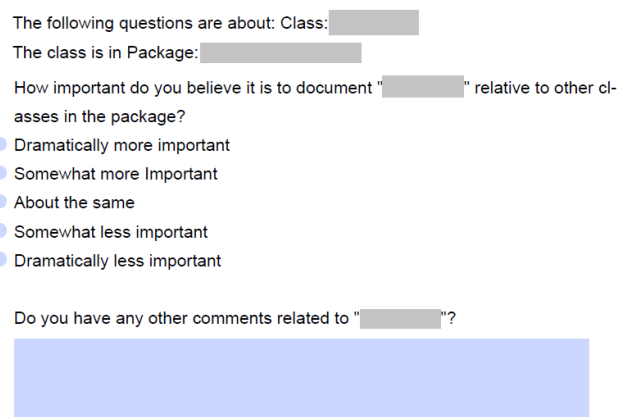 The following questions are about: Class:
The class is in Package:
How important do you believe it is to document "" relative to other cl-
asses in the package?
Dramatically more important
Somewhat more Important
About the same
Somewhat less important
Dramatically less important
Do you have any other comments related to ""?